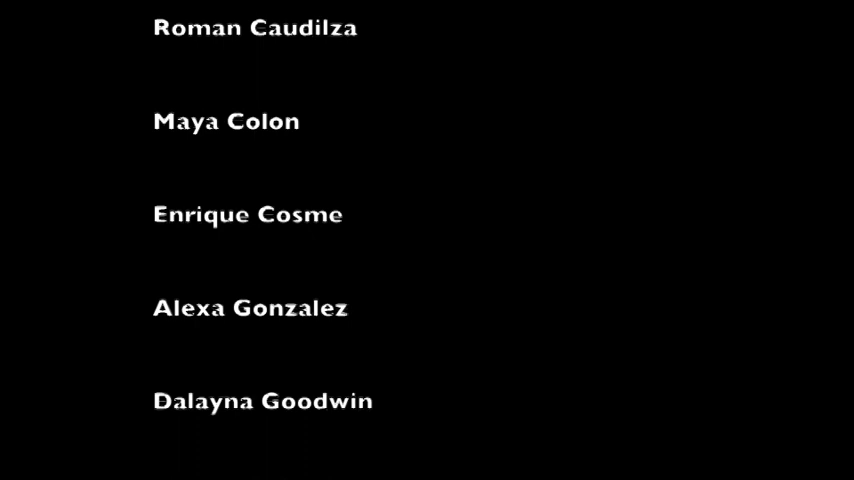 Roman Caudilza
Maya Colon
Enrique Cosme
Alexa Gonzalez
Dalayna Goodwin